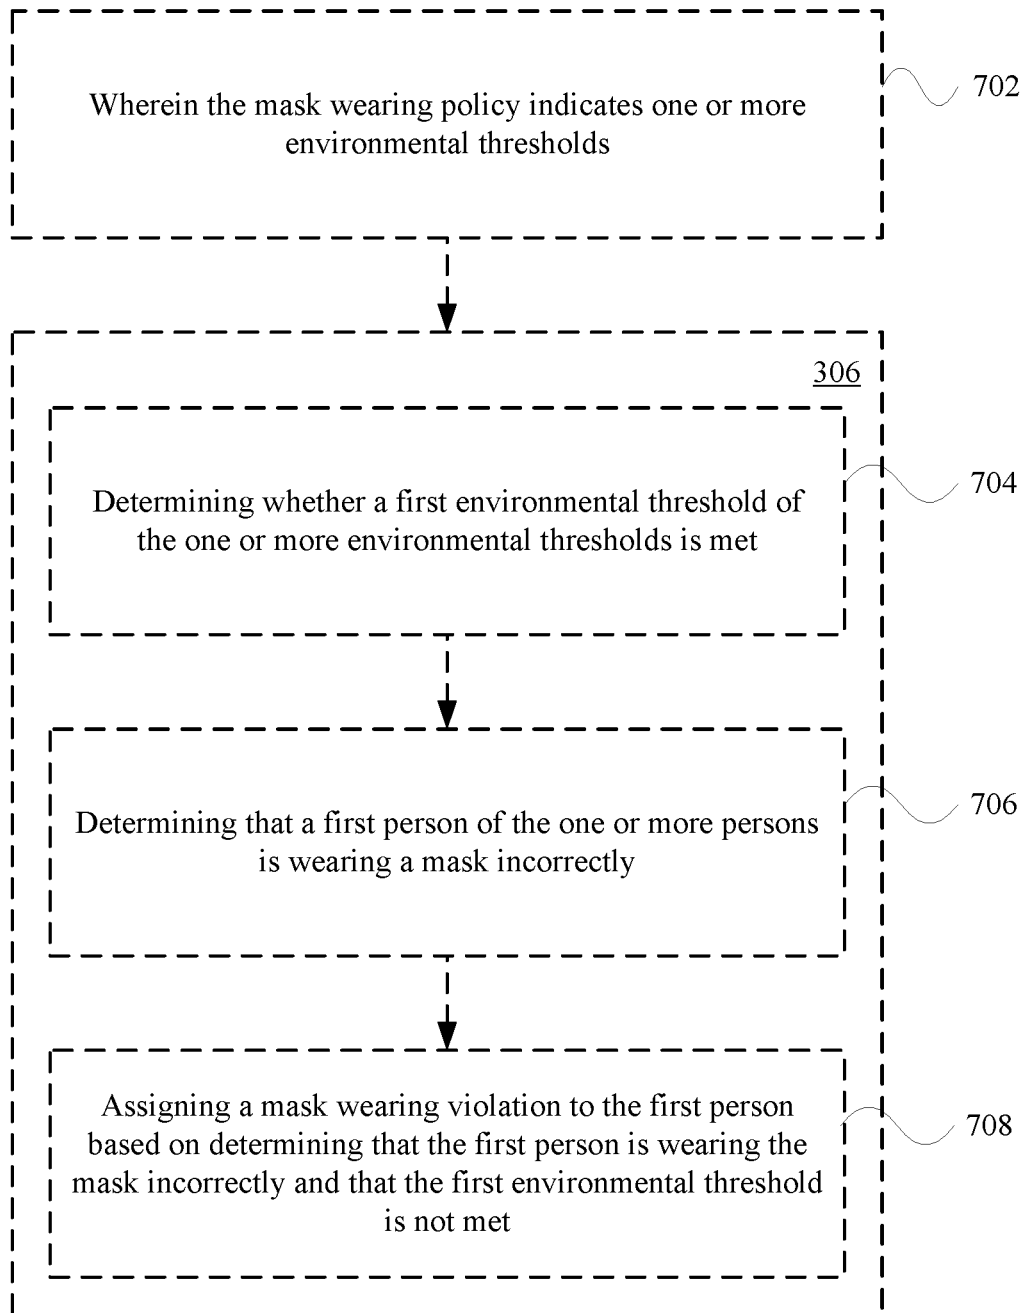 Wherein the mask wearing policy indicates one or more
environmental thresholds
702
306
Determining whether a first environmental threshold of
the one or more environmental thresholds is met
704
Determining that a first person of the one or more persons
is wearing a mask incorrectly
706
Assigning a mask wearing violation to the first person
based on determining that the first person is wearing the
mask incorrectly and that the first environmental threshold
is not met
708